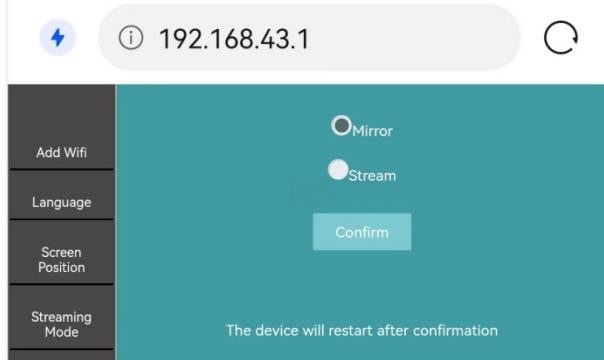 192.168.43.1
Add Wifi
Language
Screen
Position
Streaming
Mode
Mirror
Stream
Confirm
The device will restart after confirmation